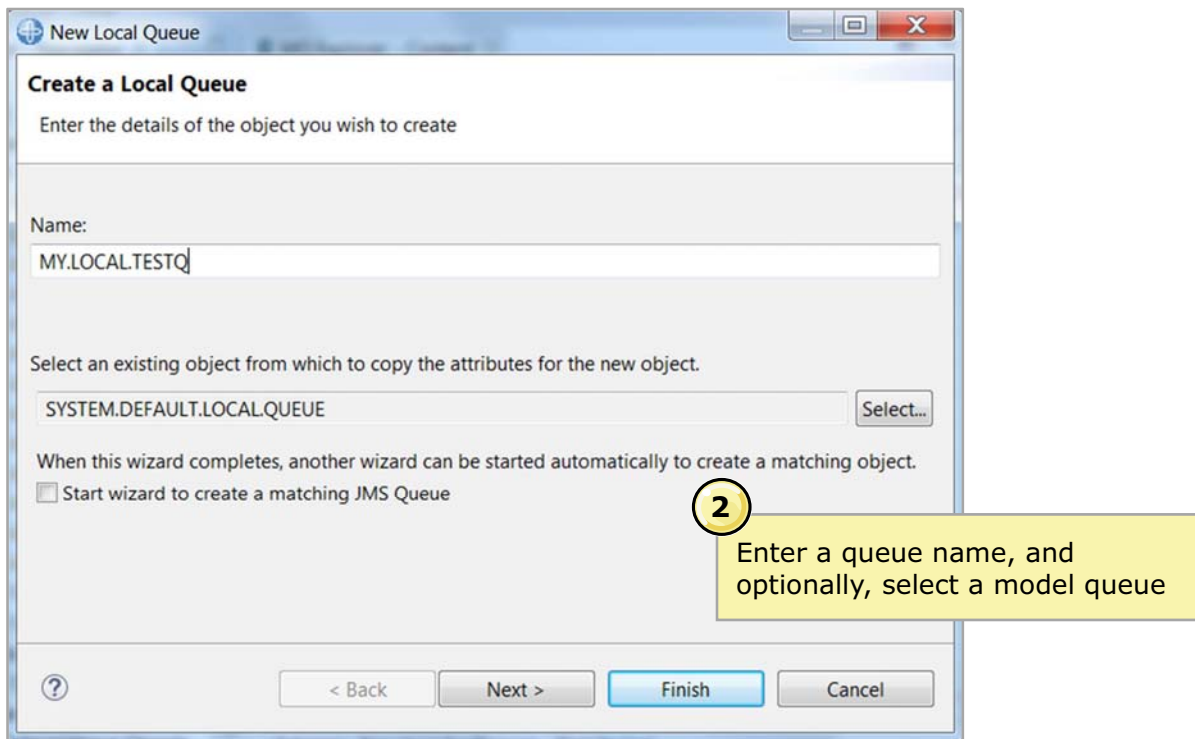 New Local Queue
Create a Local Queue
Enter the details of the object you wish to create
Name:
MY.LOCAL.TESTQ
Select an existing object from which to copy the attributes for the new object.
SYSTEM.DEFAULT.LOCAL.QUEUE
Select...
When this wizard completes, another wizard can be started automatically to create a matching object.
Start wizard to create a matching JMS Queue
2
Enter a queue name, and
optionally, select a model queue
?
< Back
Next >
Finish
Cancel